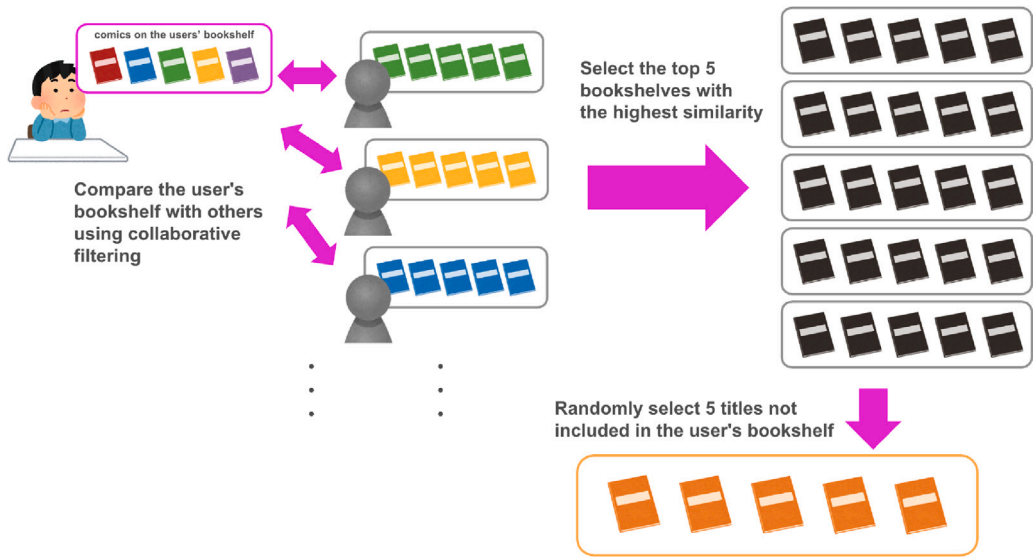 comics on the users' bookshelf
Compare the user's
bookshelf with others
using collaborative
filtering
Select the top 5
bookshelves with
the highest similarity
Randomly select 5 titles not
included in the user's bookshelf